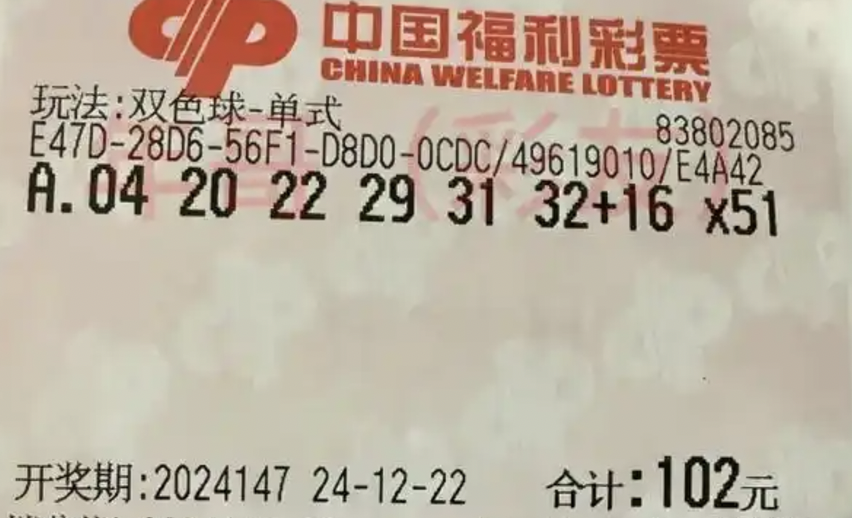 中国福利彩票
CHINA WELFARE LOTTERY
玩法:双色球-单式
83802085
E47D-28D6-56F1-D8D0-0CDC/49619010/E4A42
A.04 20 22 29 31 32+16 x51
开奖期:2024147 24-12-22 合计:102元